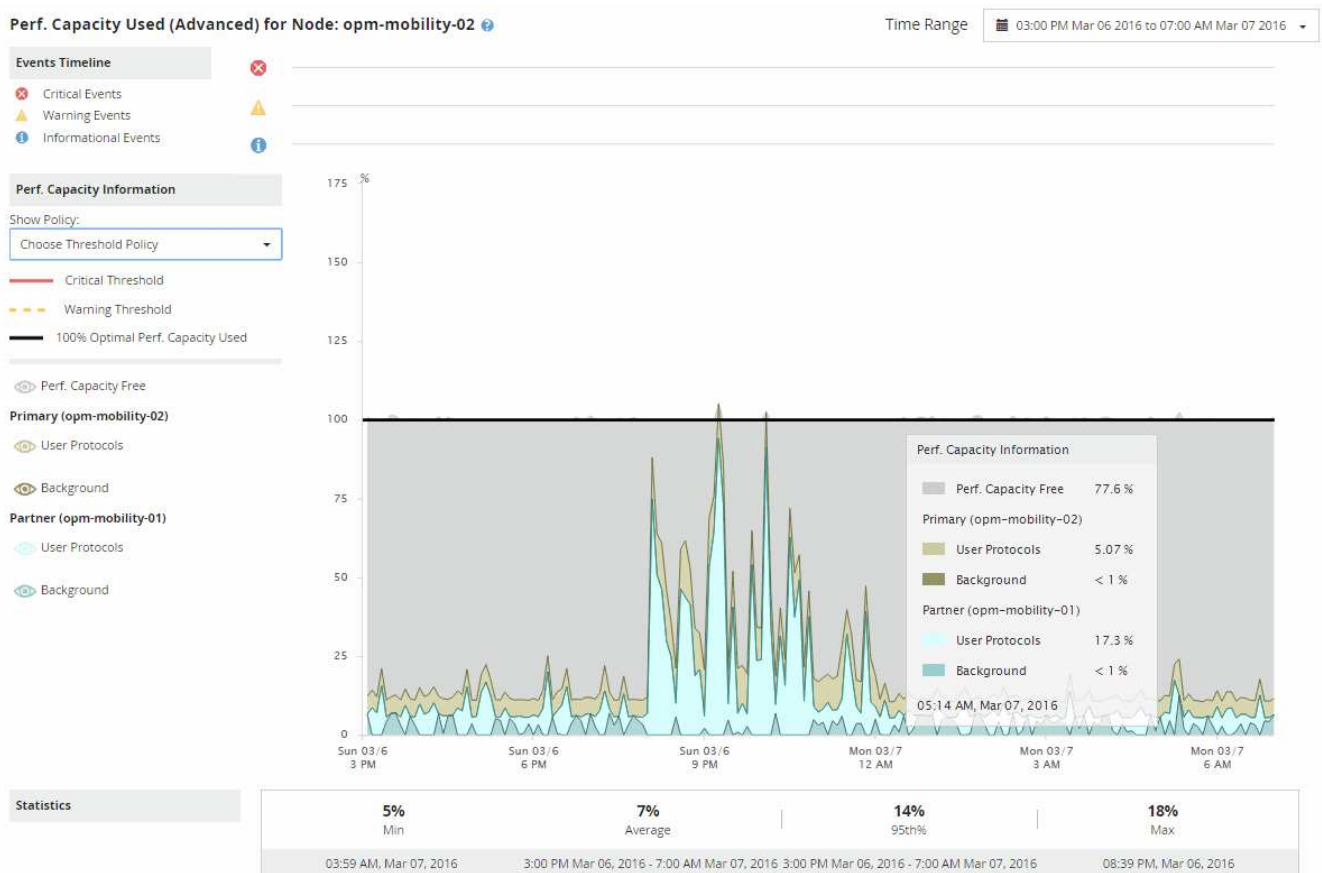 Perf. Capacity Used (Advanced) for Node: opm-mobility-02 ?
Time Range
03:00 PM Mar 06 2016 to 07:00 AM Mar 07 2016
Events Timeline
Critical Events
Warning Events
Informational Events
Perf. Capacity Information
Show Policy:
Choose Threshold Policy
Critical Threshold
Warning Threshold
100% Optimal Perf. Capacity Used
Perf. Capacity Free
Primary (opm-mobility-02)
User Protocols
Background
Partner (opm-mobility-01)
User Protocols
Background
175 %
150
125
100
75
50
25
0
Sun 03/6 Sun 03/6 Sun 03/6 Mon 03/7 Mon 03/7 Mon 03/7
3 PM 6 PM 9 PM 12 AM 3 AM 6 AM
Perf. Capacity Information
Perf. Capacity Free 77.6 %
Primary (opm-mobility-02)
User Protocols 5.07 %
Background < 1 %
Partner (opm-mobility-01)
User Protocols 17.3 %
Background < 1 %
05:14 AM, Mar 07, 2016
Statistics
5% 7% 14% 18%
Min Average 95th% Max
03:59 AM, Mar 07, 2016 3:00 PM Mar 06, 2016 - 7:00 AM Mar 07, 2016 3:00 PM Mar 06, 2016 - 7:00 AM Mar 07, 2016 08:39 PM, Mar 06, 2016